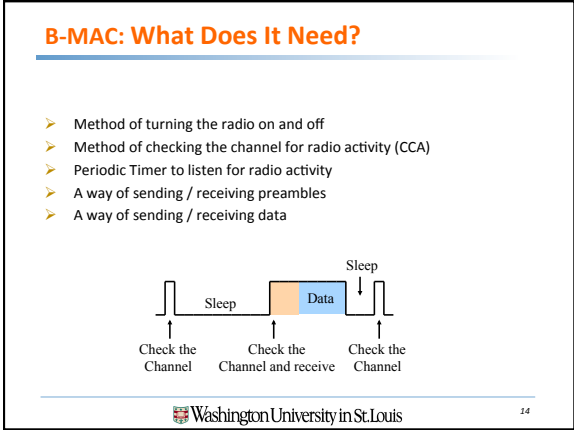 B-MAC: What Does It Need?
➢ Method of turning the radio on and off
➢ Method of checking the channel for radio activity (CCA)
➢ Periodic Timer to listen for radio activity
➢ A way of sending / receiving preambles
➢ A way of sending / receiving data
Sleep
Sleep
Data
Check the
Channel
Check the
Channel and receive
Check the
Channel
Washington University in St.Louis
14